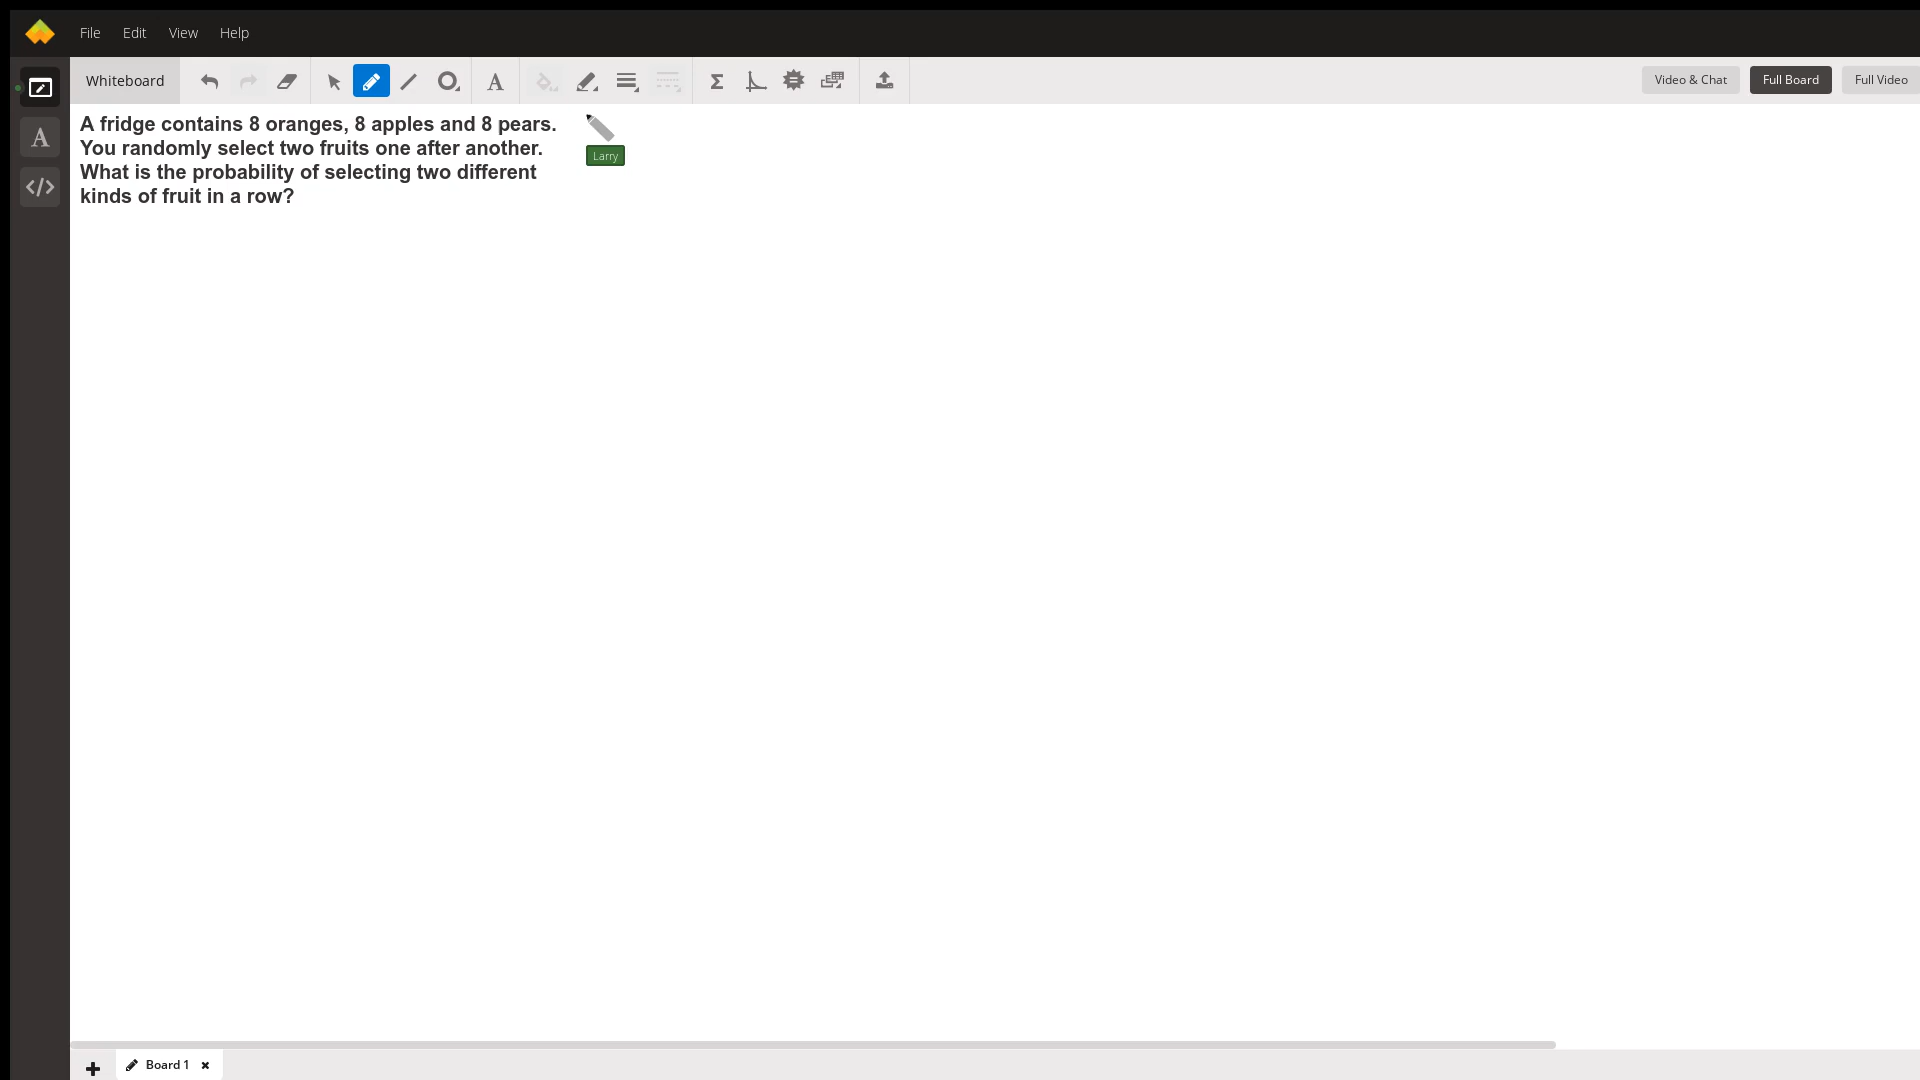 File Edit View Help
Whiteboard
Video & Chat Full Board Full Video
A fridge contains 8 oranges, 8 apples and 8 pears.
You randomly select two fruits one after another.
What is the probability of selecting two different
kinds of fruit in a row?
Larry
Board 1